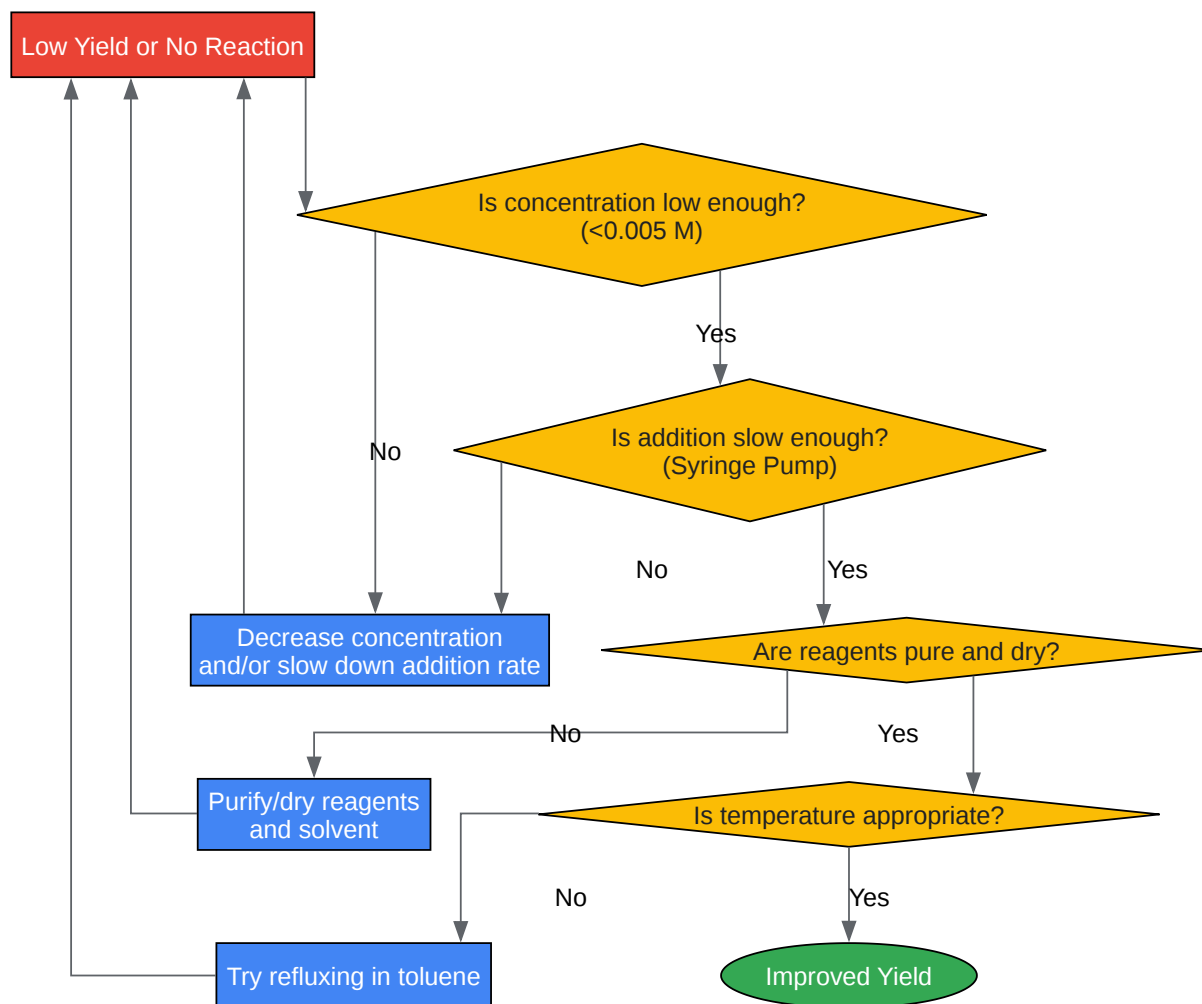 Low Yield or No Reaction
Is concentration low enough?
(<0.005 M)
Yes
No
Is addition slow enough?
(Syringe Pump)
No
Yes
Decrease concentration
and/or slow down addition rate
Are reagents pure and dry?
No
Yes
Purify/dry reagents
and solvent
Is temperature appropriate?
No
Yes
Try refluxing in toluene
Improved Yield